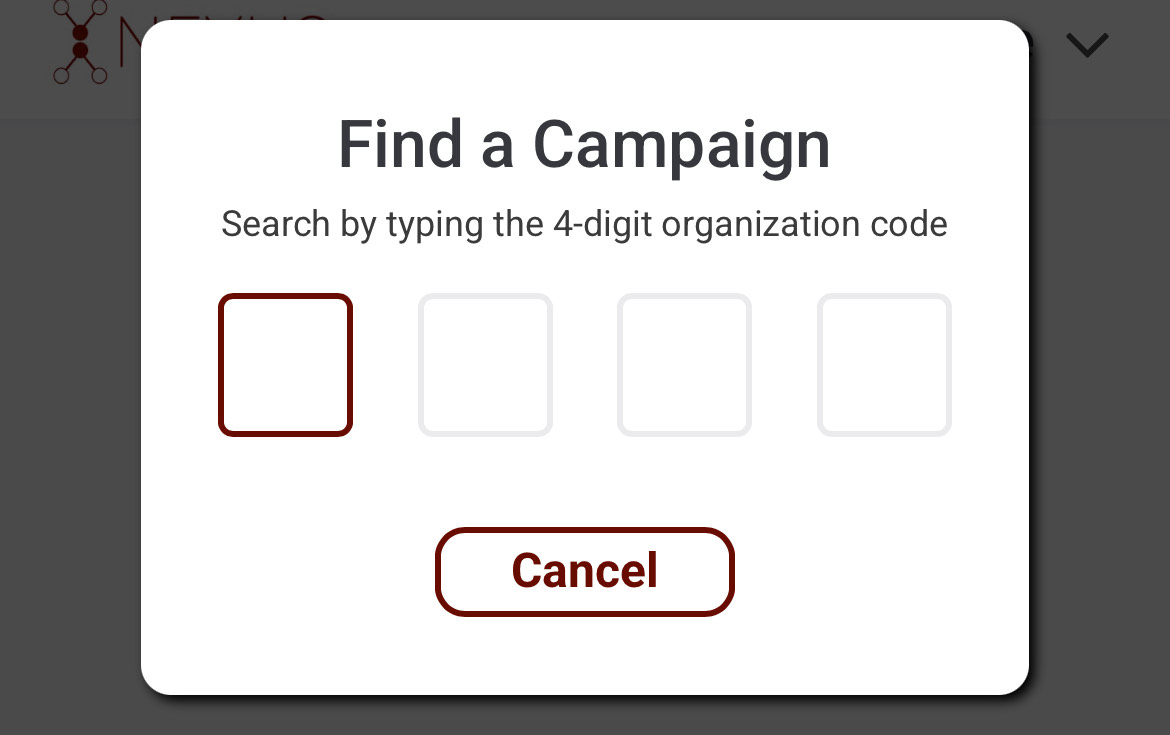 Find a Campaign
Search by typing the 4-digit organization code
Cancel